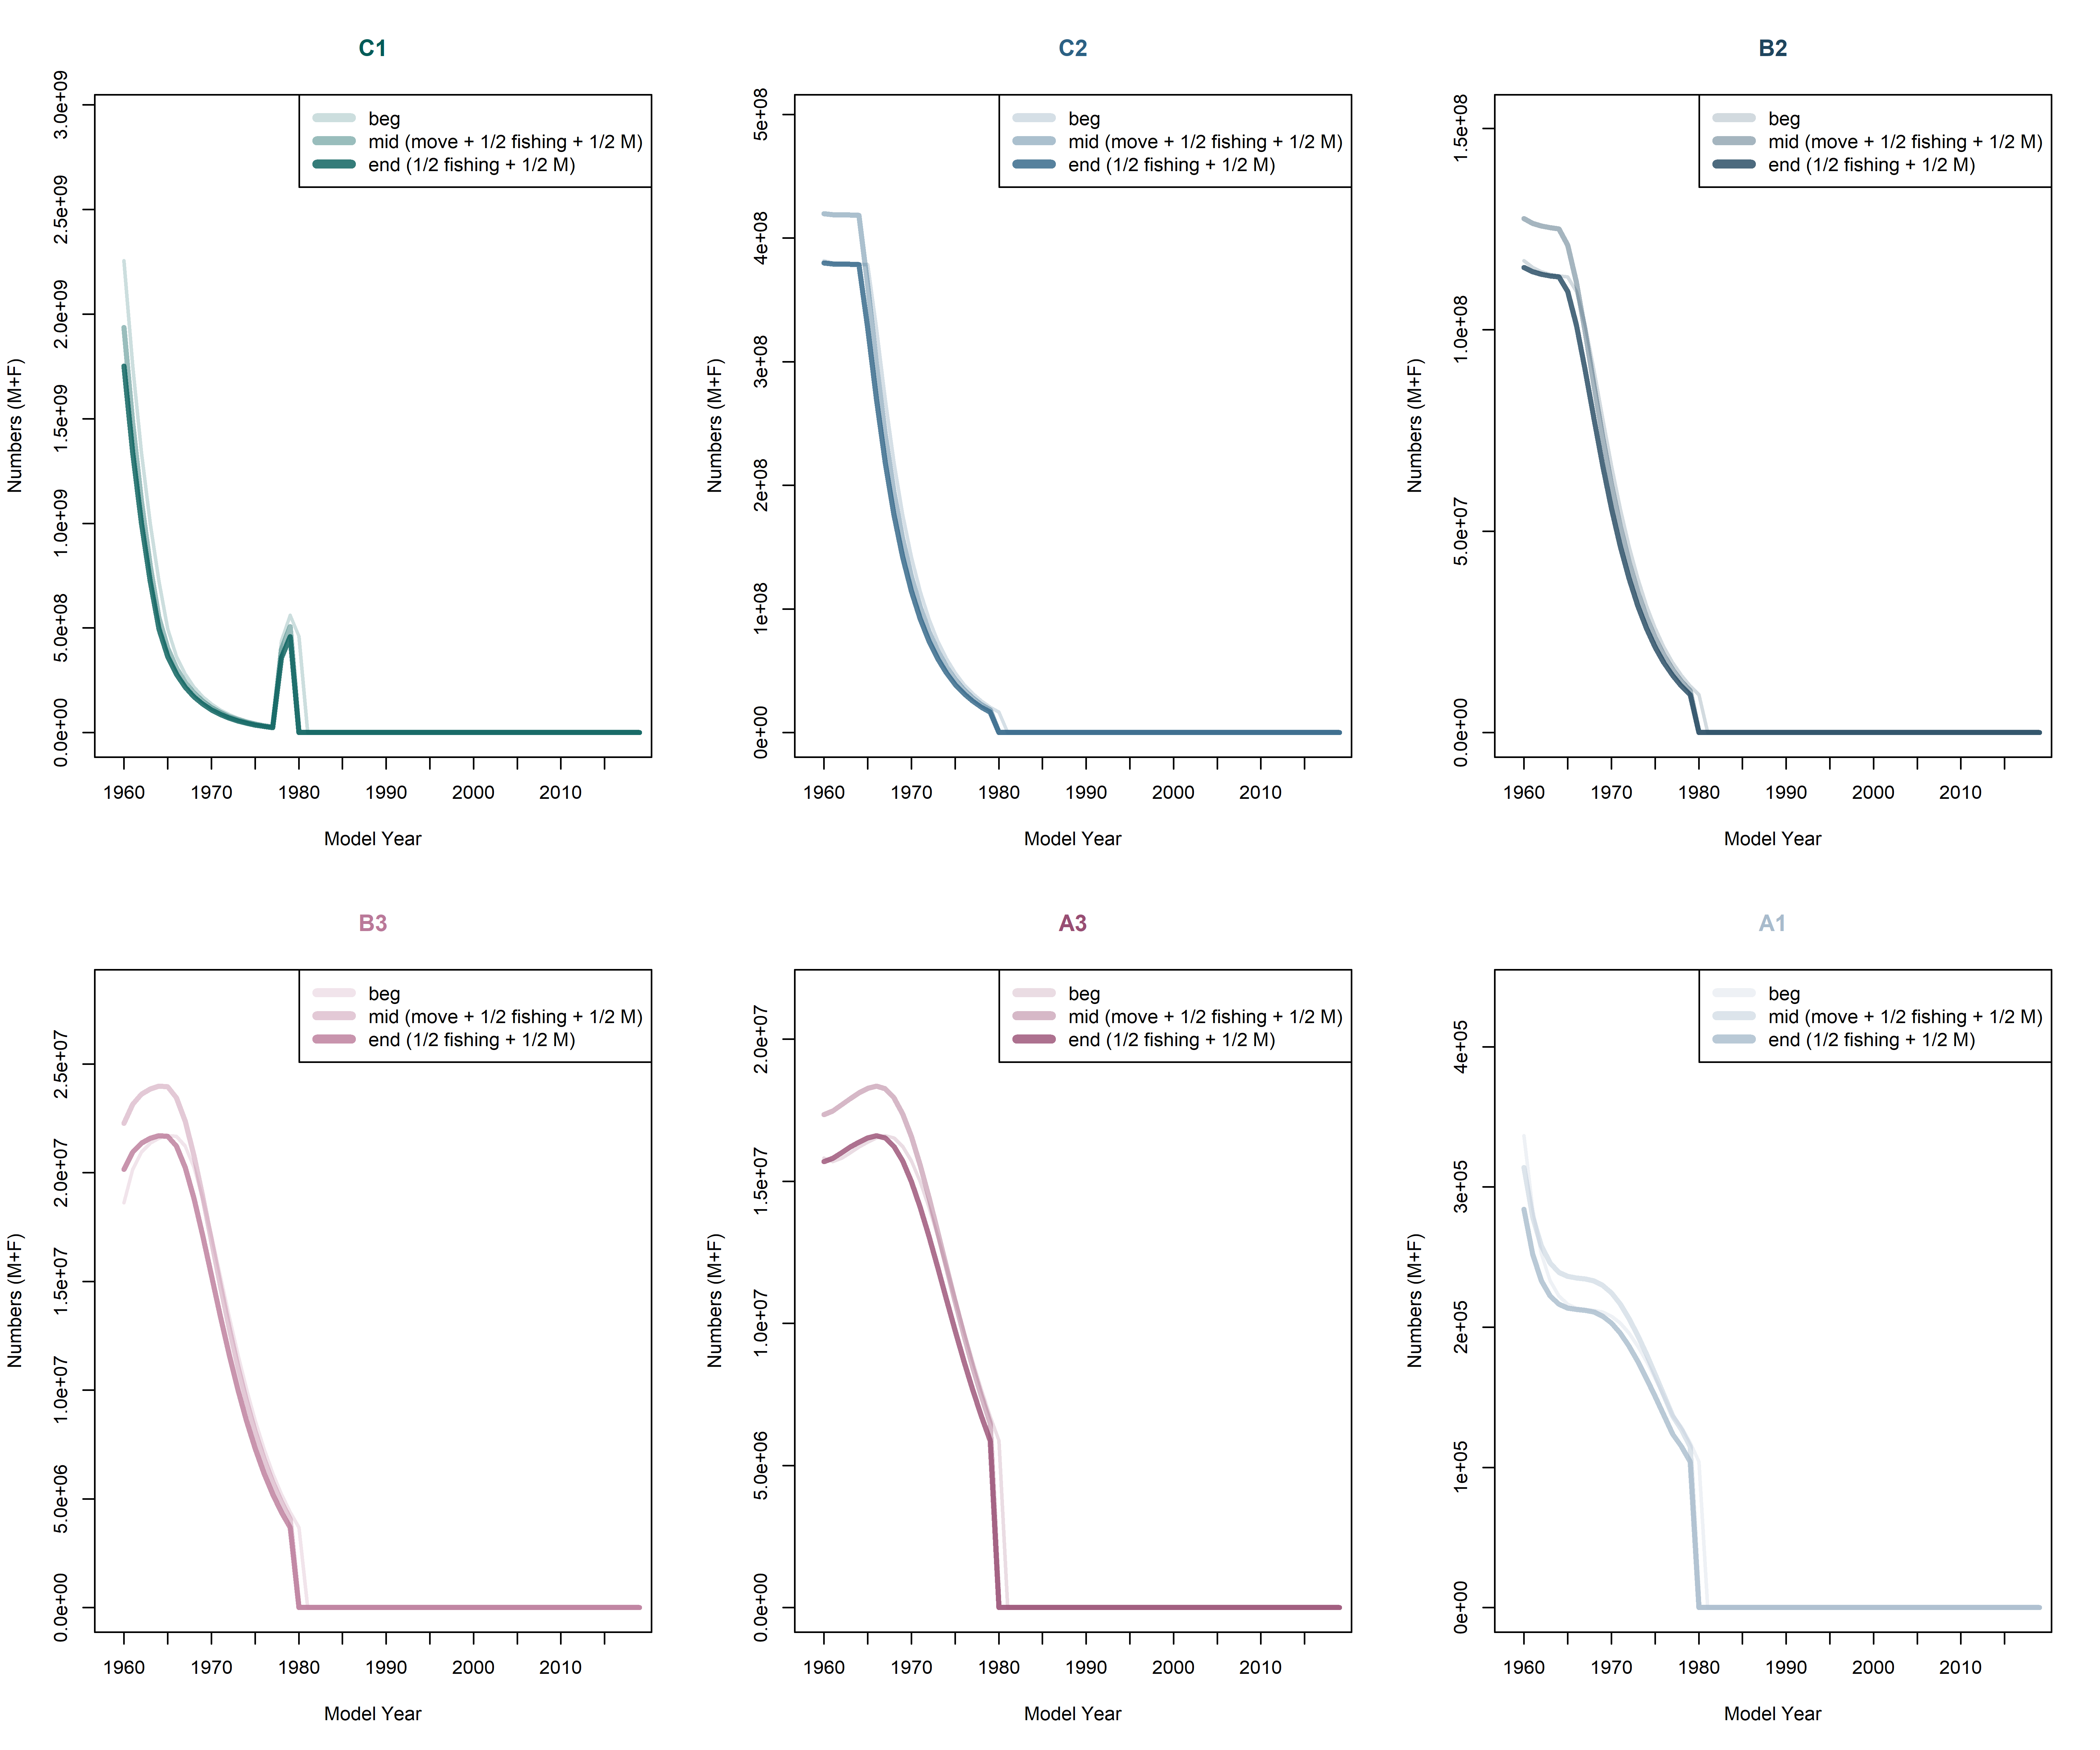 C1
3.0e+09
2.5e+09
2.0e+09
1.5e+09
1.0e+09
5.0e+08
0.0e+00
Numbers (M+F)
beg
mid (move + 1/2 fishing + 1/2 M)
end (1/2 fishing + 1/2 M)
1960 1970 1980 1990 2000 2010
Model Year
C2
5e+08
4e+08
3e+08
2e+08
1e+08
0e+00
Numbers (M+F)
beg
mid (move + 1/2 fishing + 1/2 M)
end (1/2 fishing + 1/2 M)
1960 1970 1980 1990 2000 2010
Model Year
B2
1.5e+08
1.0e+08
5.0e+07
0.0e+00
Numbers (M+F)
beg
mid (move + 1/2 fishing + 1/2 M)
end (1/2 fishing + 1/2 M)
1960 1970 1980 1990 2000 2010
Model Year
B3
2.5e+07
2.0e+07
1.5e+07
1.0e+07
5.0e+06
0.0e+00
Numbers (M+F)
beg
mid (move + 1/2 fishing + 1/2 M)
end (1/2 fishing + 1/2 M)
1960 1970 1980 1990 2000 2010
Model Year
A3
2.0e+07
1.5e+07
1.0e+07
5.0e+06
0.0e+00
Numbers (M+F)
beg
mid (move + 1/2 fishing + 1/2 M)
end (1/2 fishing + 1/2 M)
1960 1970 1980 1990 2000 2010
Model Year
A1
4e+05
3e+05
2e+05
1e+05
0e+00
Numbers (M+F)
beg
mid (move + 1/2 fishing + 1/2 M)
end (1/2 fishing + 1/2 M)
1960 1970 1980 1990 2000 2010
Model Year